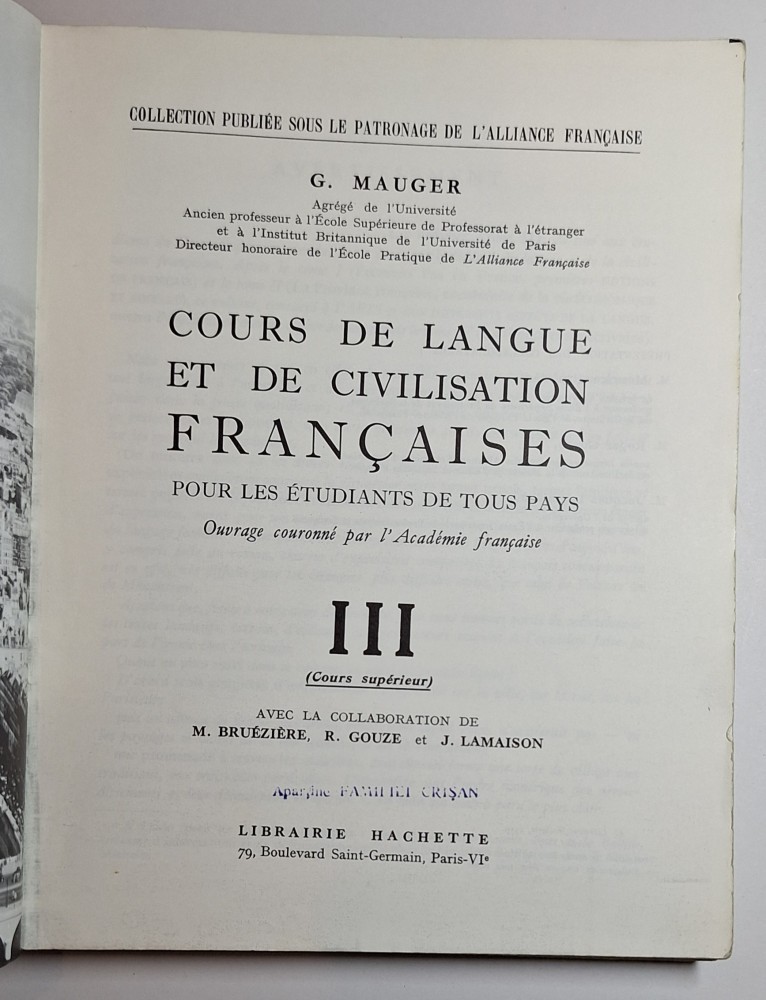 COLLECTION PUBLIÉE SOUS LE PATRONAGE DE L'ALLIANCE FRANÇAISE
G. MAUGER
Agrégé de l'Université
Ancien professeur à l'École Supérieure de Professorat à l'étranger
et à l'Institut Britannique de l'Université de Paris
Directeur honoraire de l'École Pratique de L'Alliance Française
COURS DE LANGUE
ET DE CIVILISATION
FRANÇAISES
POUR LES ÉTUDIANTS DE TOUS PAYS
Ouvrage couronné par l'Académie française
III
(Cours supérieur)
AVEC LA COLLABORATION DE
M. BRUÉZIÈRE, R. GOUZE et J. LAMAISON
Aparține FAMILIEI CRIȘAN
LIBRAIRIE HACHETTE
79, Boulevard Saint-Germain, Paris-VIe